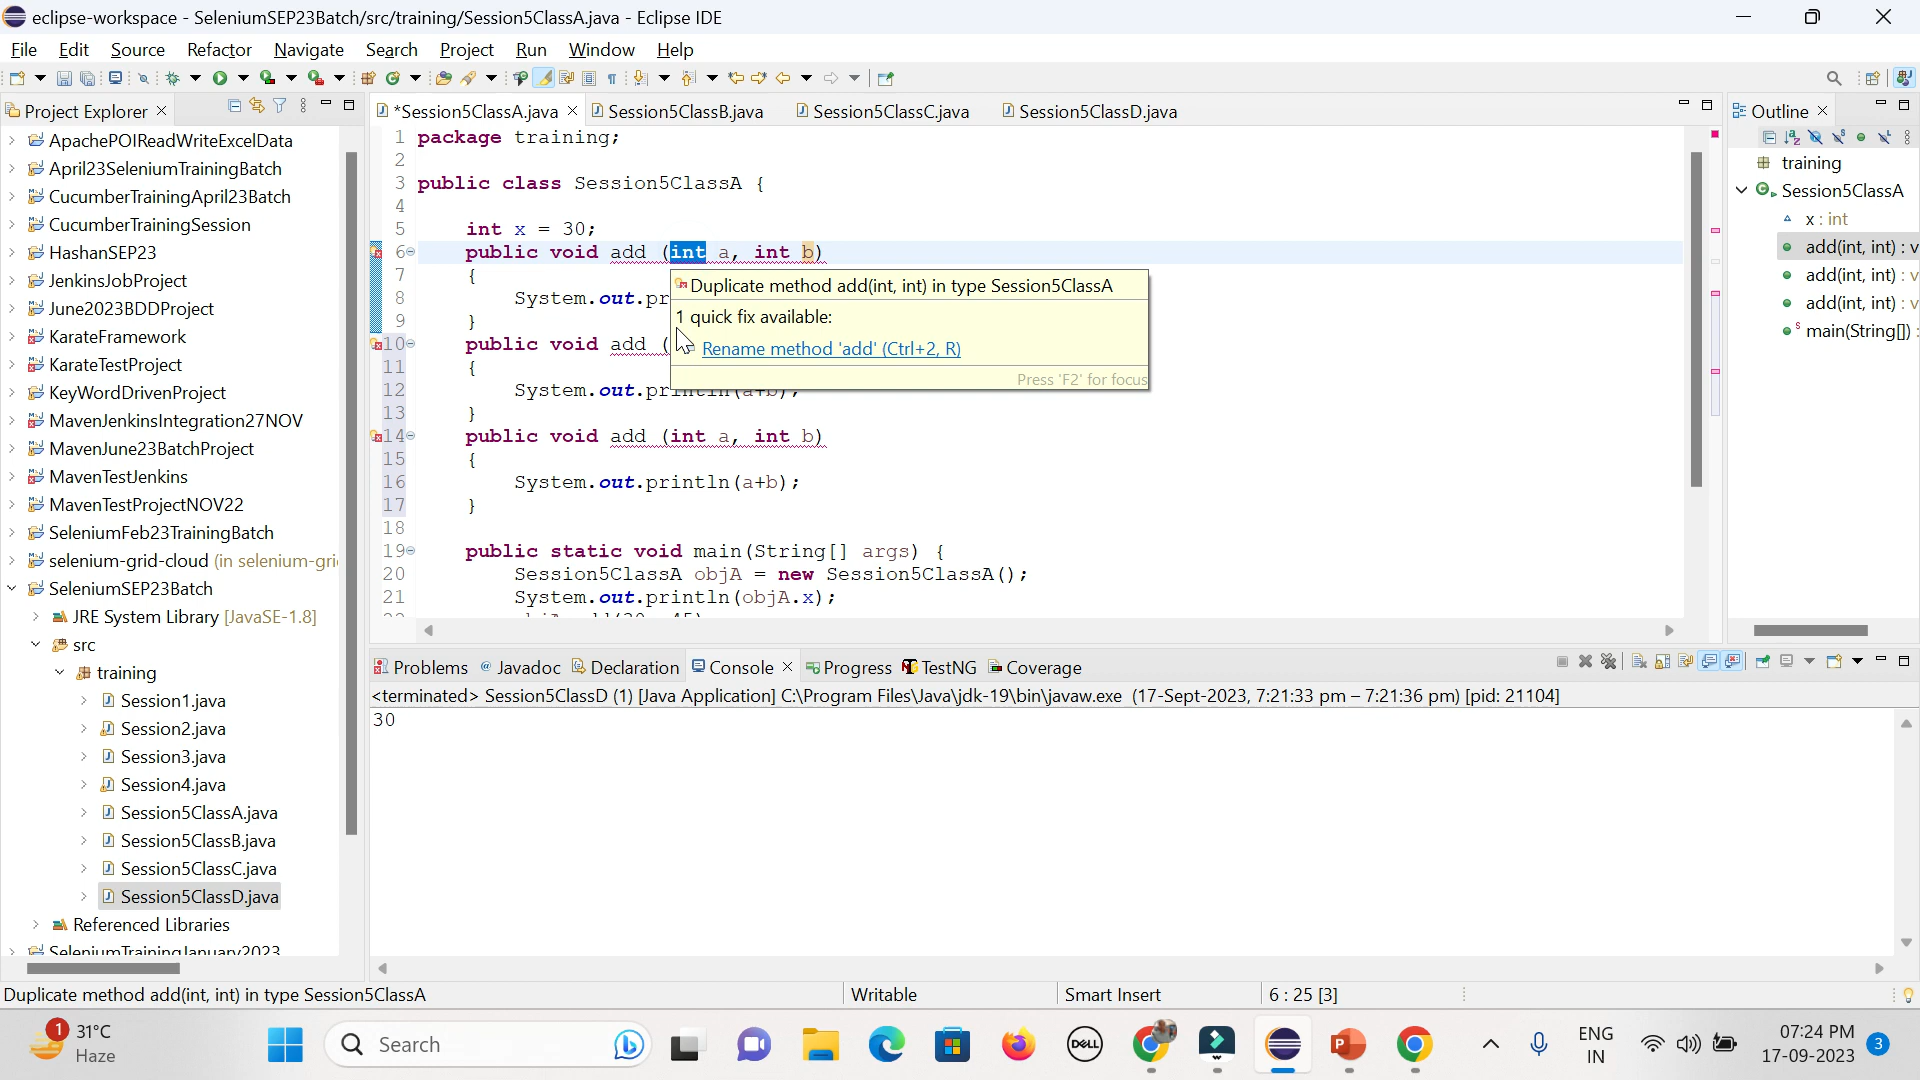 eclipse-workspace - SeleniumSEP23Batch/src/training/Session5ClassA.java - Eclipse IDE
File Edit Source Refactor Navigate Search Project Run Window Help
Project Explorer
ApachePOIReadWriteExcelData
April23SeleniumTrainingBatch
CucumberTrainingApril23Batch
CucumberTrainingSession
HashanSEP23
JenkinsJobProject
June2023BDDProject
KarateFramework
KarateTestProject
KeyWordDrivenProject
MavenJenkinsIntegration27NOV
MavenJune23BatchProject
MavenTestJenkins
MavenTestProjectNOV22
SeleniumFeb23TrainingBatch
selenium-grid-cloud (in selenium-gri
SeleniumSEP23Batch
JRE System Library [JavaSE-1.8]
src
training
Session1.java
Session2.java
Session3.java
Session4.java
Session5ClassA.java
Session5ClassB.java
Session5ClassC.java
Session5ClassD.java
Referenced Libraries
SeleniumTrainingJanuary2023
*Session5ClassA.java Session5ClassB.java Session5ClassC.java Session5ClassD.java
1 package training;
2
3 public class Session5ClassA {
4
5 int x = 30;
6 public void add (int a, int b)
7 {
8 System.out.pr
9 }
10 public void add (
11 {
12 System.out.println(a+b);
13 }
14 public void add (int a, int b)
15 {
16 System.out.println(a+b);
17 }
18
19 public static void main(String[] args) {
20 Session5ClassA objA = new Session5ClassA();
21 System.out.println(objA.x);
Duplicate method add(int, int) in type Session5ClassA
1 quick fix available:
Rename method 'add' (Ctrl+2, R)
Press 'F2' for focus
Outline
training
Session5ClassA
x : int
add(int, int) : v
add(int, int) : v
add(int, int) : v
main(String[]) :
Problems @ Javadoc Declaration Console Progress TestNG Coverage
<terminated> Session5ClassD (1) [Java Application] C:\Program Files\Java\jdk-19\bin\javaw.exe (17-Sept-2023, 7:21:33 pm – 7:21:36 pm) [pid: 21104]
30
Duplicate method add(int, int) in type Session5ClassA Writable Smart Insert 6 : 25 [3]
1
31°C
Haze
Search
DELL
ENG
IN
07:24 PM
17-09-2023
3